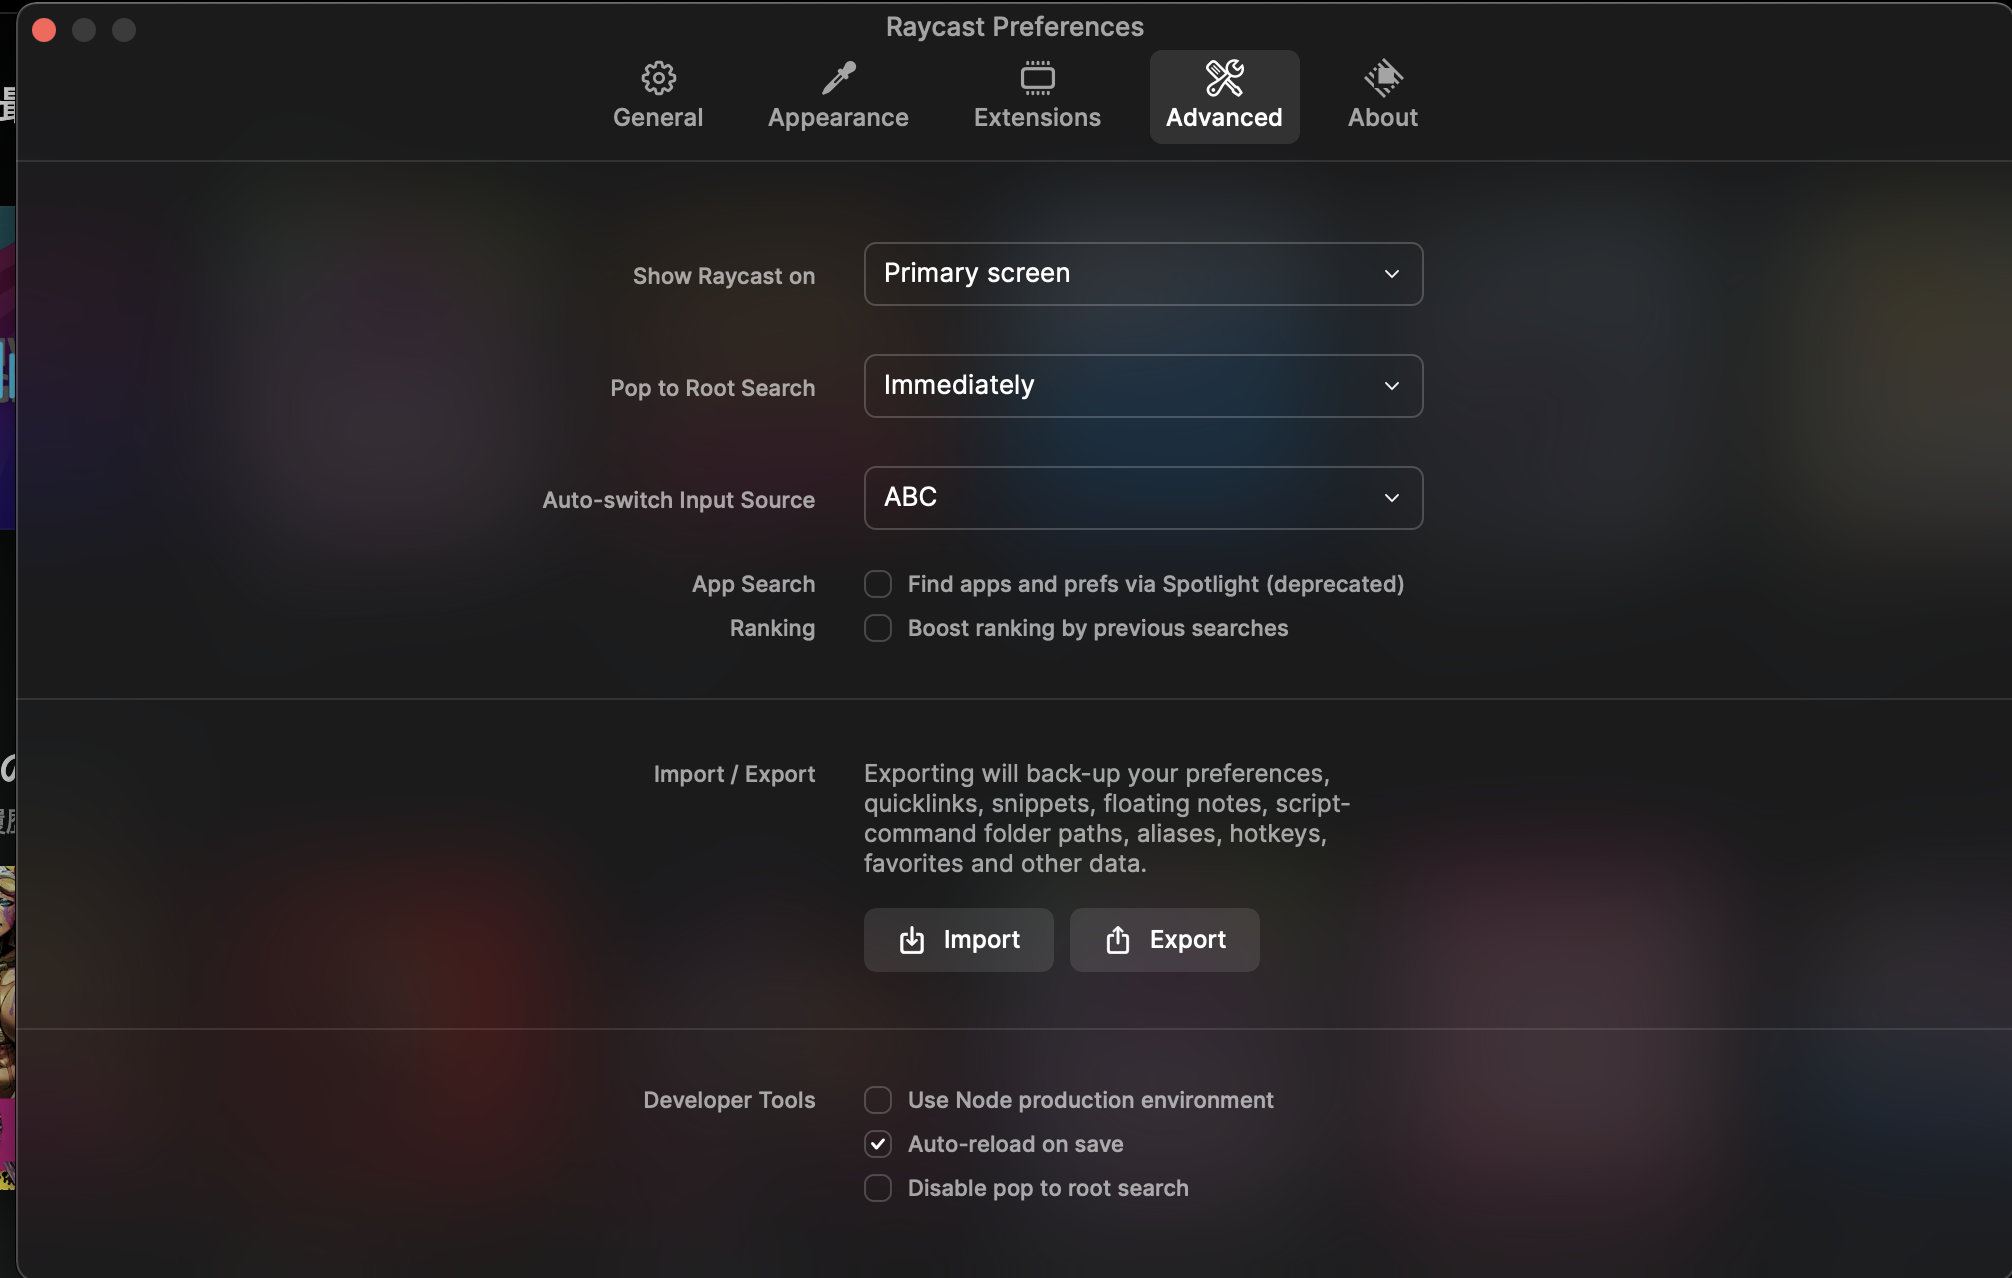 Raycast Preferences
General
Appearance
Extensions
Advanced
About
Show Raycast on
Primary screen
Pop to Root Search
Immediately
Auto-switch Input Source
ABC
App Search
Find apps and prefs via Spotlight (deprecated)
Ranking
Boost ranking by previous searches
Import / Export
Exporting will back-up your preferences,
quicklinks, snippets, floating notes, script-
command folder paths, aliases, hotkeys,
favorites and other data.
Import
Export
Developer Tools
Use Node production environment
Auto-reload on save
Disable pop to root search